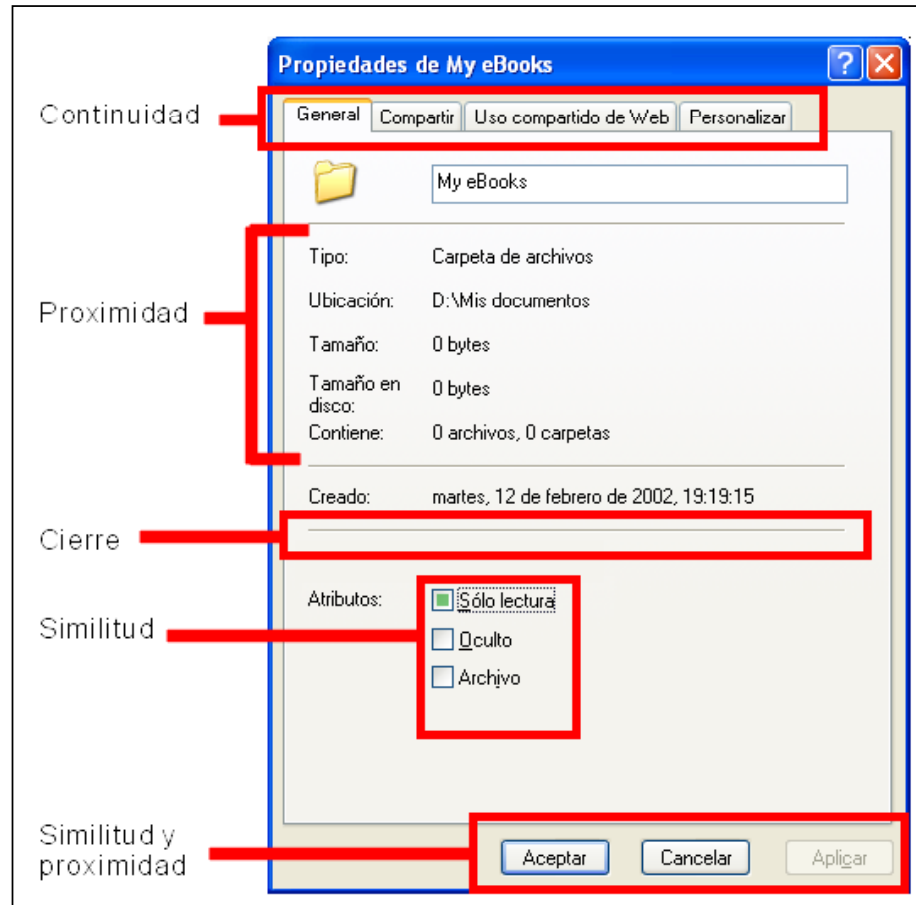 Propiedades de My eBooks
Continuidad
General Compartir Uso compartido de Web Personalizar
My eBooks
Proximidad
Tipo: Carpeta de archivos
Ubicación: D:\Mis documentos
Tamaño: 0 bytes
Tamaño en
disco: 0 bytes
Contiene: 0 archivos, 0 carpetas
Creado: martes, 12 de febrero de 2002, 19:19:15
Cierre
Similitud
Atributos: Sólo lectura
Oculto
Archivo
Similitud y
proximidad
Aceptar Cancelar Aplicar